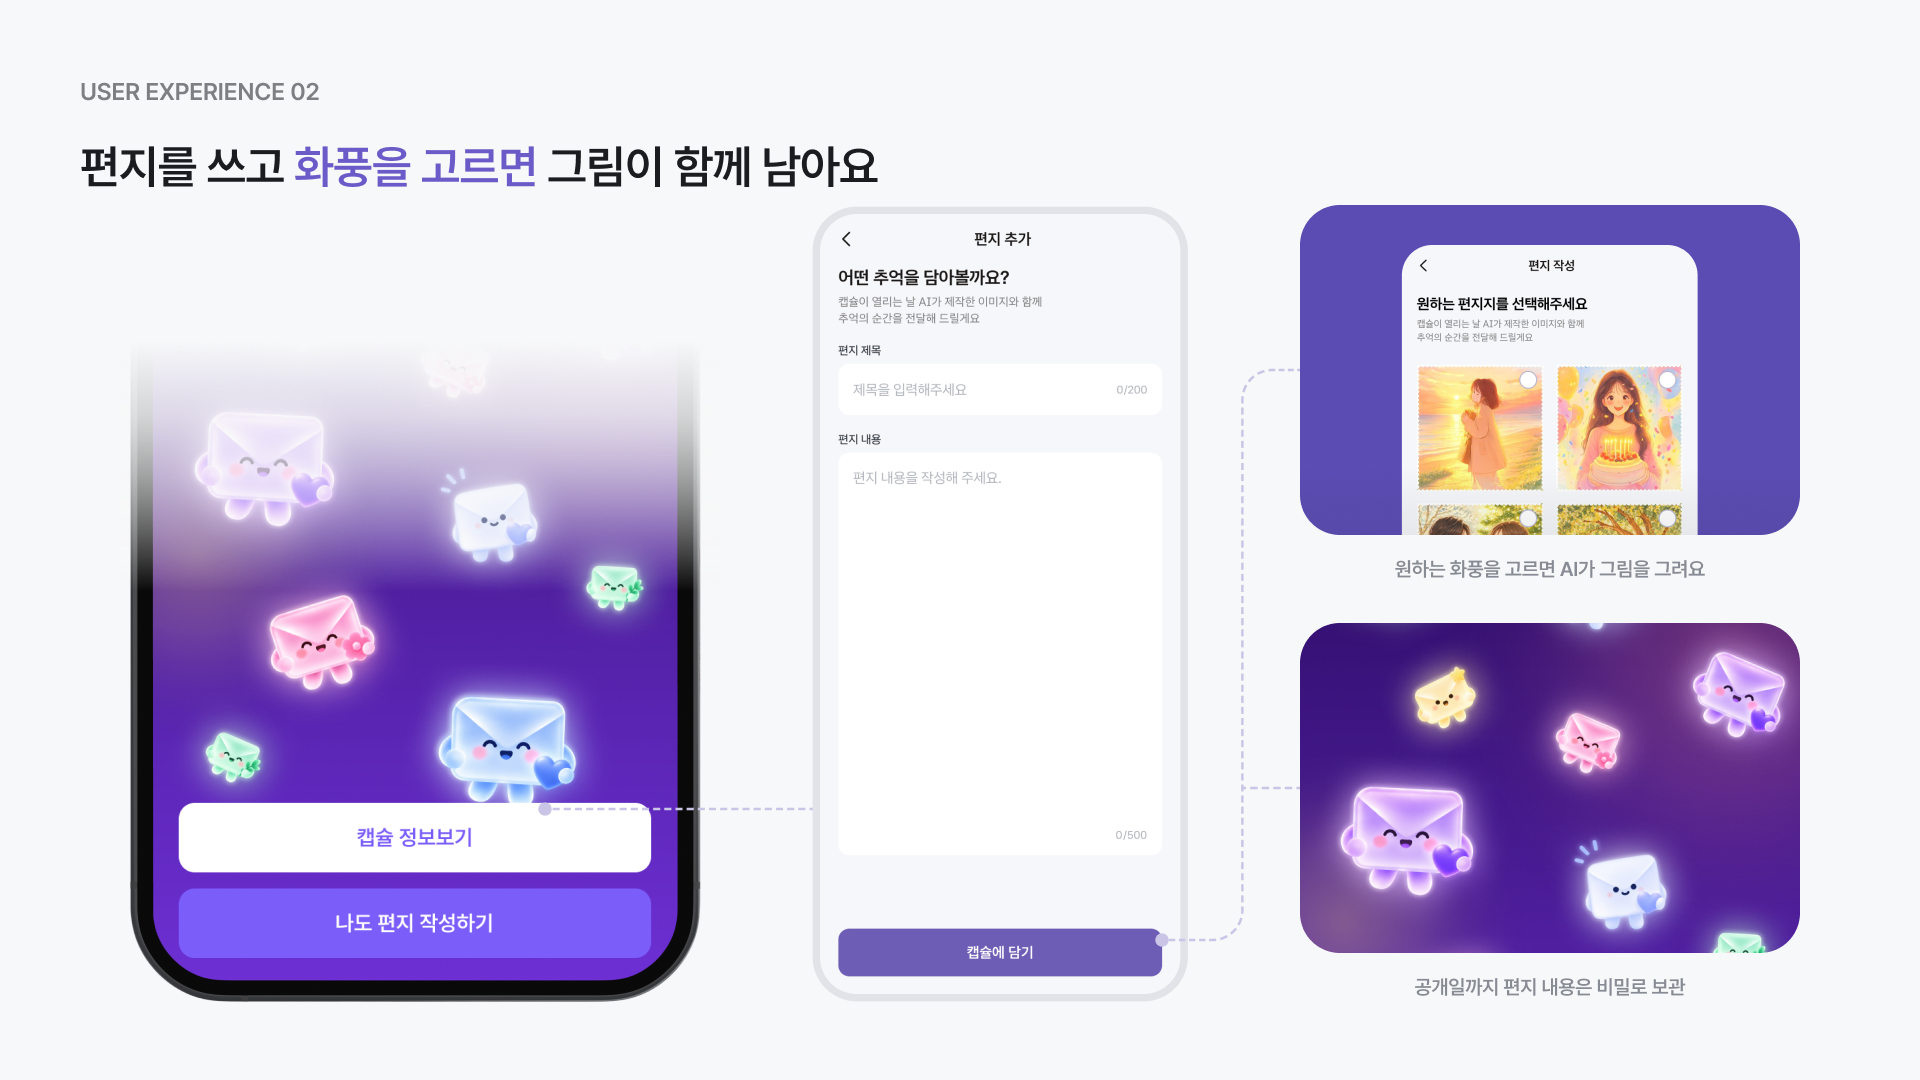 USER EXPERIENCE 02
편지를 쓰고 화풍을 고르면 그림이 함께 남아요
캡슐 정보보기
나도 편지 작성하기
편지 추가
어떤 추억을 담아볼까요?
캡슐이 열리는 날 AI가 제작한 이미지와 함께
추억의 순간을 전달해 드릴게요
편지 제목
제목을 입력해주세요
0/200
편지 내용
편지 내용을 작성해 주세요.
0/500
캡슐에 담기
편지 작성
원하는 편지지를 선택해주세요
캡슐이 열리는 날 AI가 제작한 이미지와 함께
추억의 순간을 전달해 드릴게요
원하는 화풍을 고르면 AI가 그림을 그려요
공개일까지 편지 내용은 비밀로 보관